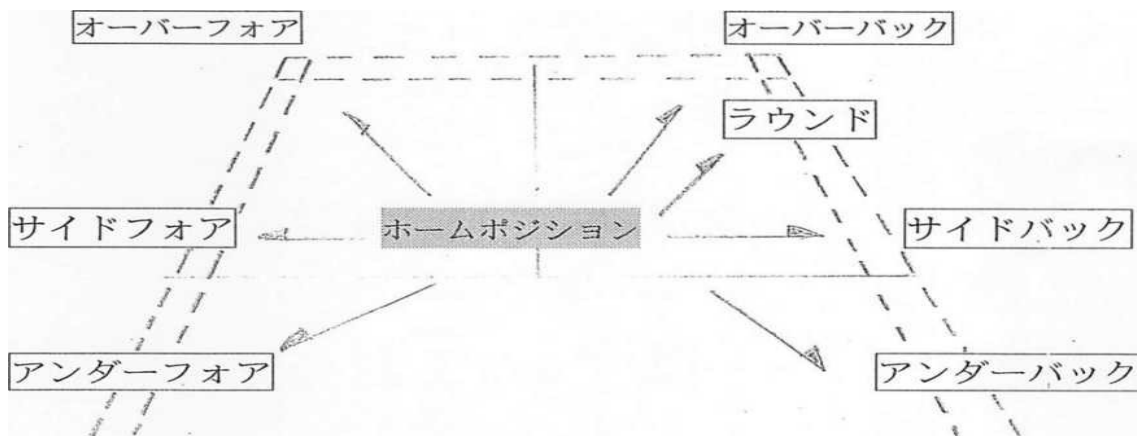 オーバーフォア
オーバーバック
ラウンド
サイドフォア
ホームポジション
サイドバック
アンダーフォア
アンダーバック